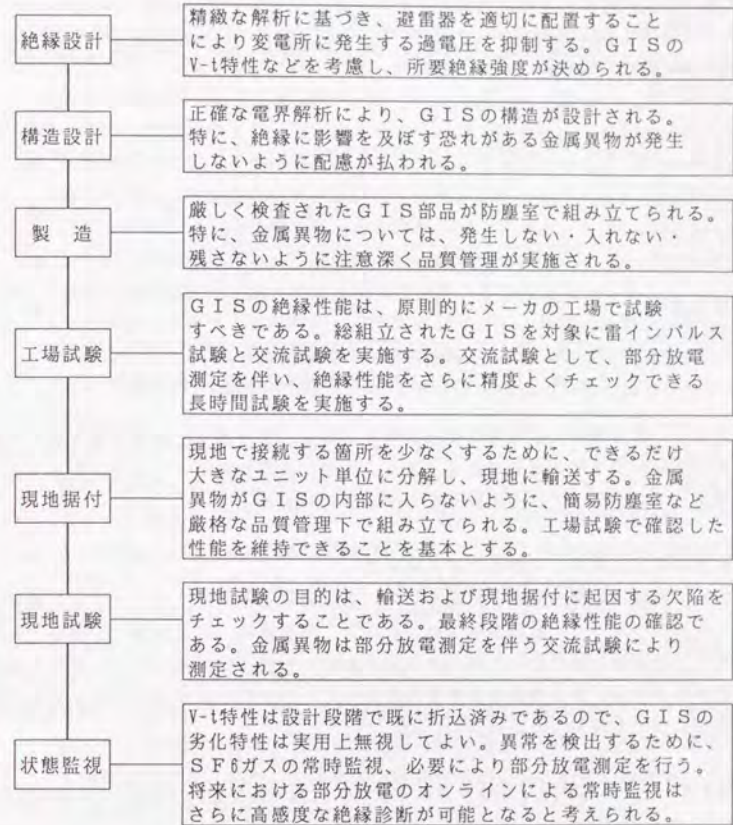 絶縁設計
精緻な解析に基づき、避雷器を適切に配置すること
により変電所に発生する過電圧を抑制する。GISの
V-t特性などを考慮し、所要絶縁強度が決められる。
構造設計
正確な電界解析により、GISの構造が設計される。
特に、絶縁に影響を及ぼす恐れがある金属異物が発生
しないように配慮が払われる。
製 造
厳しく検査されたGIS部品が防塵室で組み立てられる。
特に、金属異物については、発生しない・入れない・
残さないように注意深く品質管理が実施される。
工場試験
GISの絶縁性能は、原則的にメーカの工場で試験
すべきである。総組立されたGISを対象に雷インパルス
試験と交流試験を実施する。交流試験として、部分放電
測定を伴い、絶縁性能をさらに精度よくチェックできる
長時間試験を実施する。
現地据付
現地で接続する箇所を少なくするために、できるだけ
大きなユニット単位に分解し、現地に輸送する。金属
異物がGISの内部に入らないように、簡易防塵室など
厳格な品質管理下で組み立てられる。工場試験で確認した
性能を維持できることを基本とする。
現地試験
現地試験の目的は、輸送および現地据付に起因する欠陥を
チェックすることである。最終段階の絶縁性能の確認で
ある。金属異物は部分放電測定を伴う交流試験により
測定される。
状態監視
V-t特性は設計段階で既に折込済みであるので、GISの
劣化特性は実用上無視してよい。異常を検出するために、
SF6ガスの常時監視、必要により部分放電測定を行う。
将来における部分放電のオンラインによる常時監視は
さらに高感度な絶縁診断が可能となると考えられる。